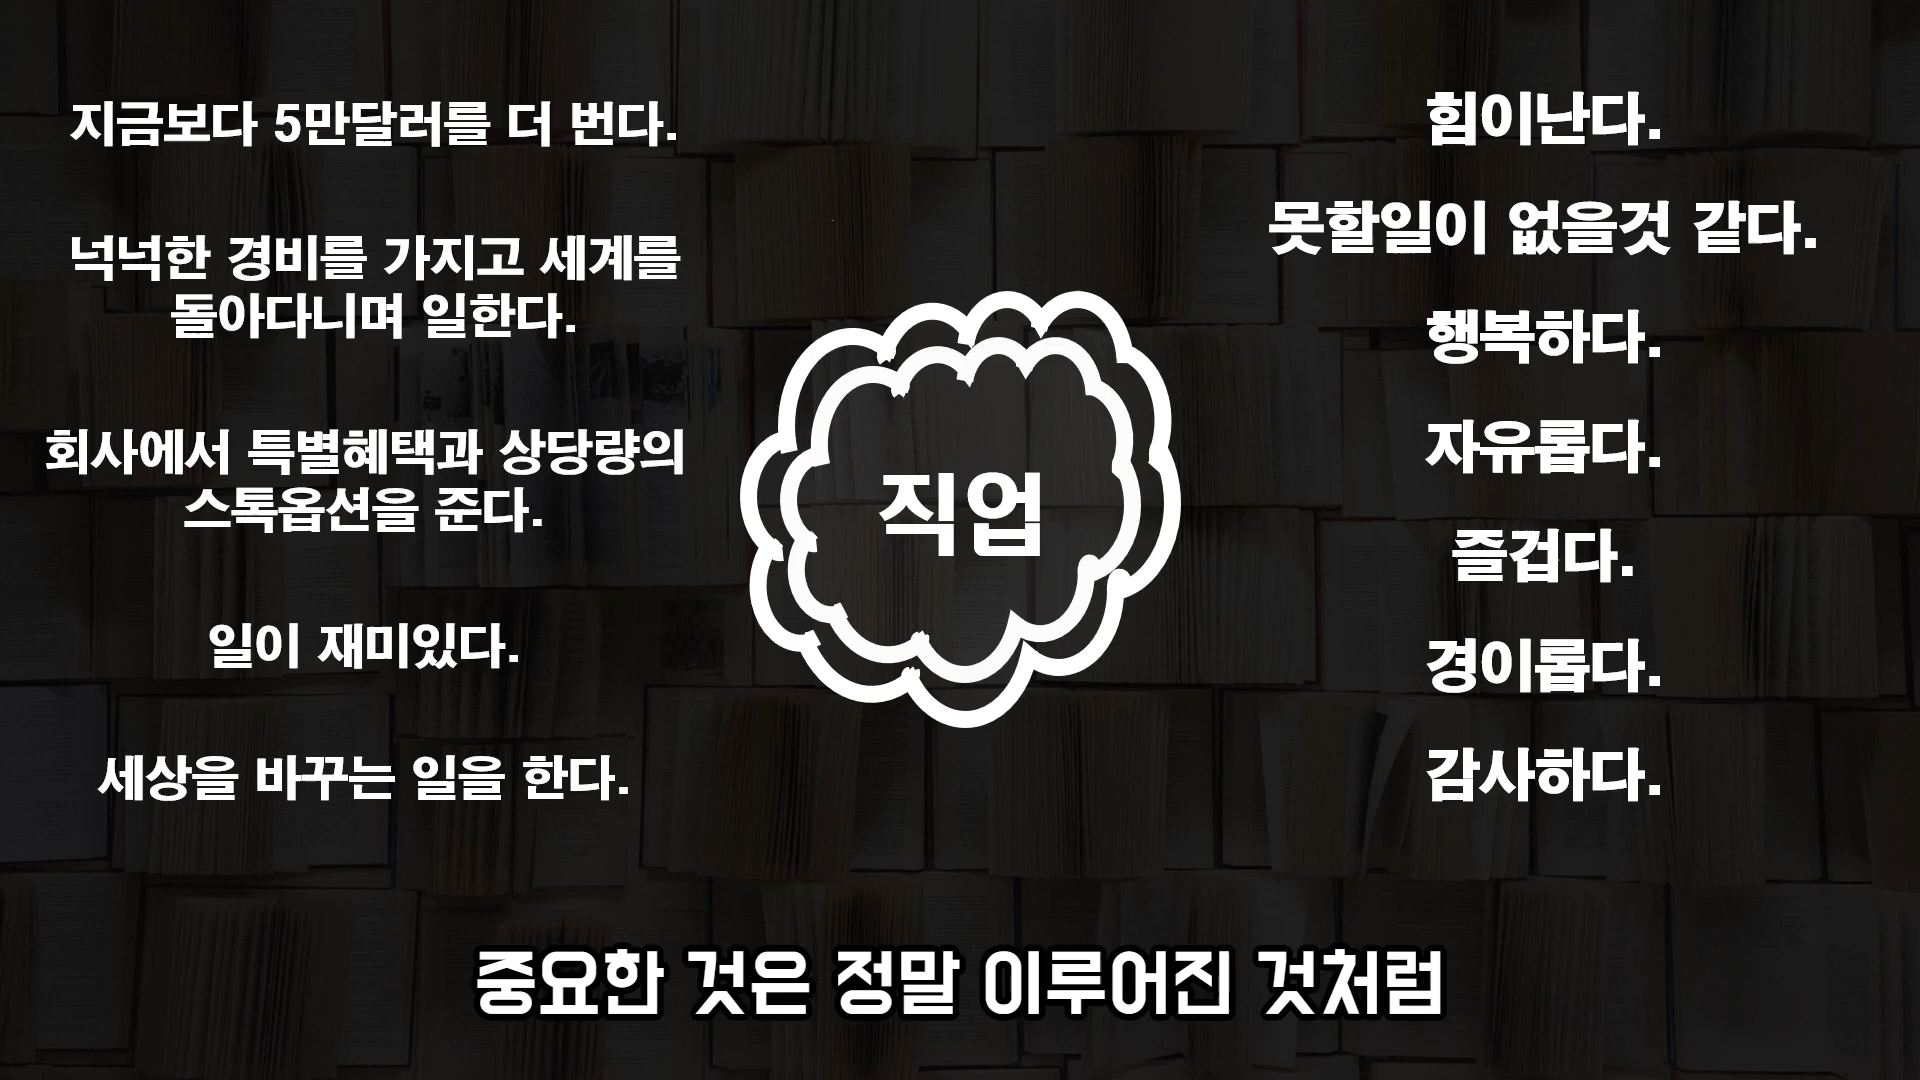 지금보다 5만달러를 더 번다.
넉넉한 경비를 가지고 세계를
돌아다니며 일한다.
회사에서 특별혜택과 상당량의
스톡옵션을 준다.
일이 재미있다.
세상을 바꾸는 일을 한다.
직업
힘이난다.
못할일이 없을것 같다.
행복하다.
자유롭다.
즐겁다.
경이롭다.
감사하다.
중요한 것은 정말 이루어진 것처럼